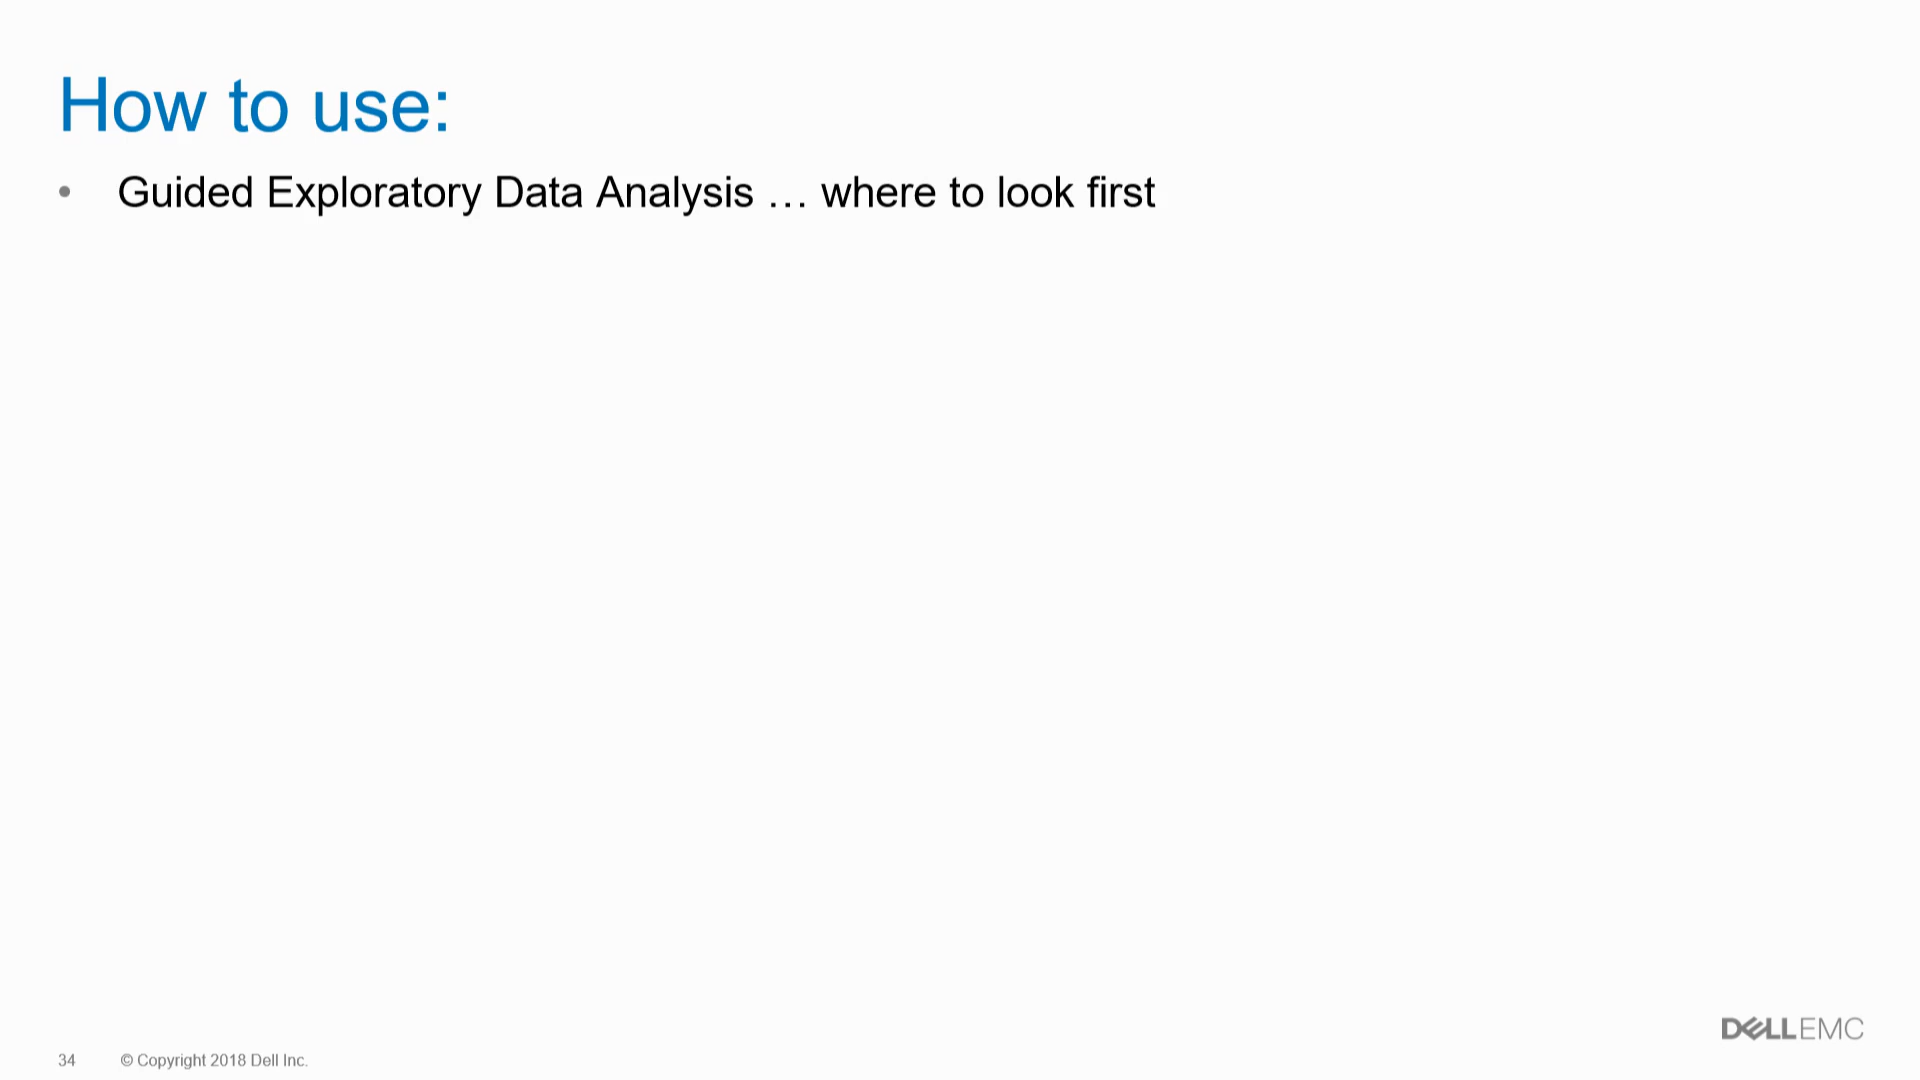 How to use:
• Guided Exploratory Data Analysis … where to look first
DELLEMC
34 © Copyright 2018 Dell Inc.